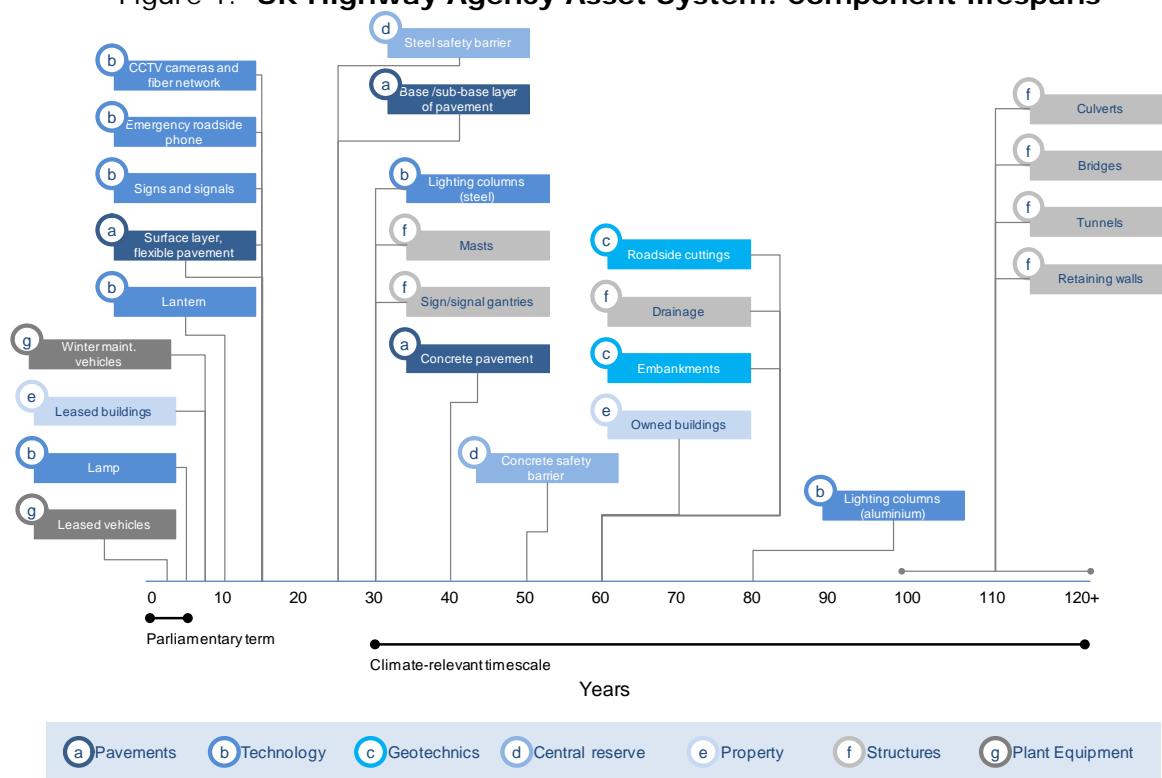 Figure 1: UK Highway Agency Asset System: Component lifespans
d
Steel safety barrier
b
CCTV cameras and
fiber network
a
Base /sub-base layer
of pavement
f
Culverts
b
Emergency roadside
phone
f
Bridges
b
Signs and signals
b
Lighting columns
(steel)
f
Tunnels
a
Surface layer,
flexible pavement
f
Masts
c
Roadside cuttings
f
Retaining walls
b
Lantern
f
Sign/signal gantries
f
Drainage
g
Winter maint.
vehicles
a
Concrete pavement
c
Embankments
e
Leased buildings
e
Owned buildings
b
Lamp
d
Concrete safety
barrier
g
Leased vehicles
b
Lighting columns
(aluminium)
0 10 20 30 40 50 60 70 80 90 100 110 120+
Parliamentary term
Climate-relevant timescale
Years
a Pavements b Technology c Geotechnics d Central reserve e Property f Structures g Plant Equipment